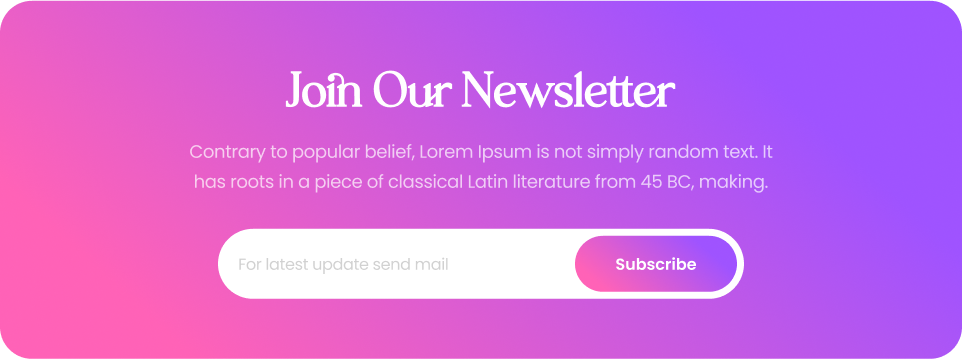 Join Our Newsletter
Contrary to popular belief, Lorem Ipsum is not simply random text. It
has roots in a piece of classical Latin literature from 45 BC, making.
For latest update send mail
Subscribe